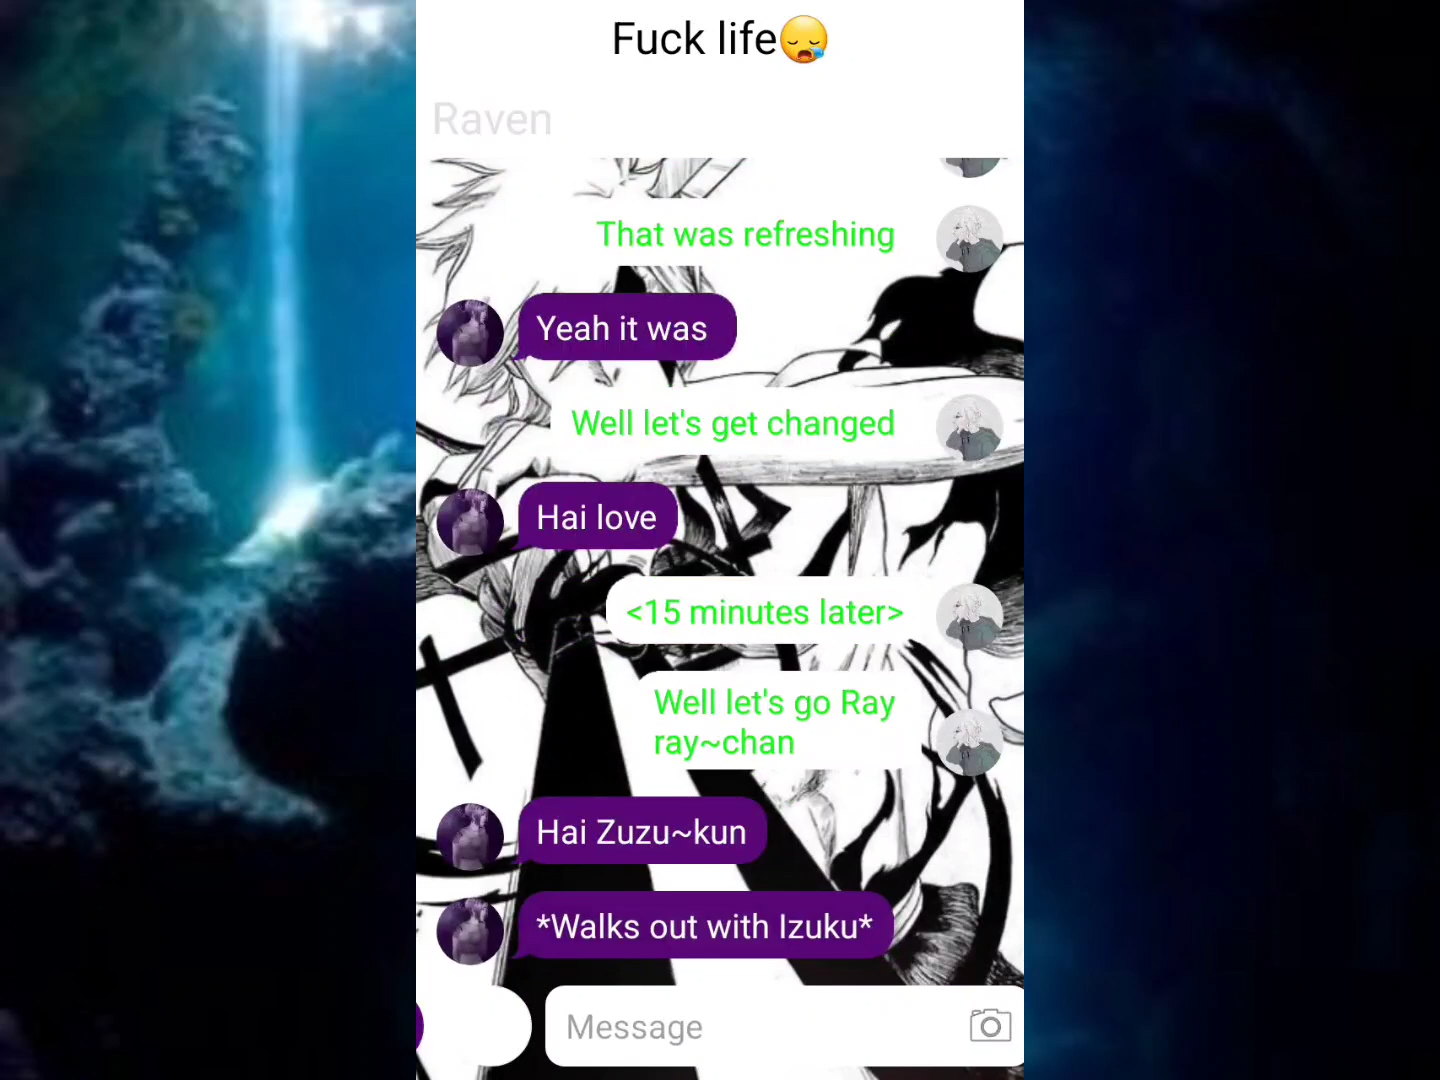 Fuck life😪
Raven
That was refreshing
Yeah it was
Well let's get changed
Hai love
<15 minutes later>
Well let's go Ray
ray~chan
Hai Zuzu~kun
*Walks out with Izuku*
Message